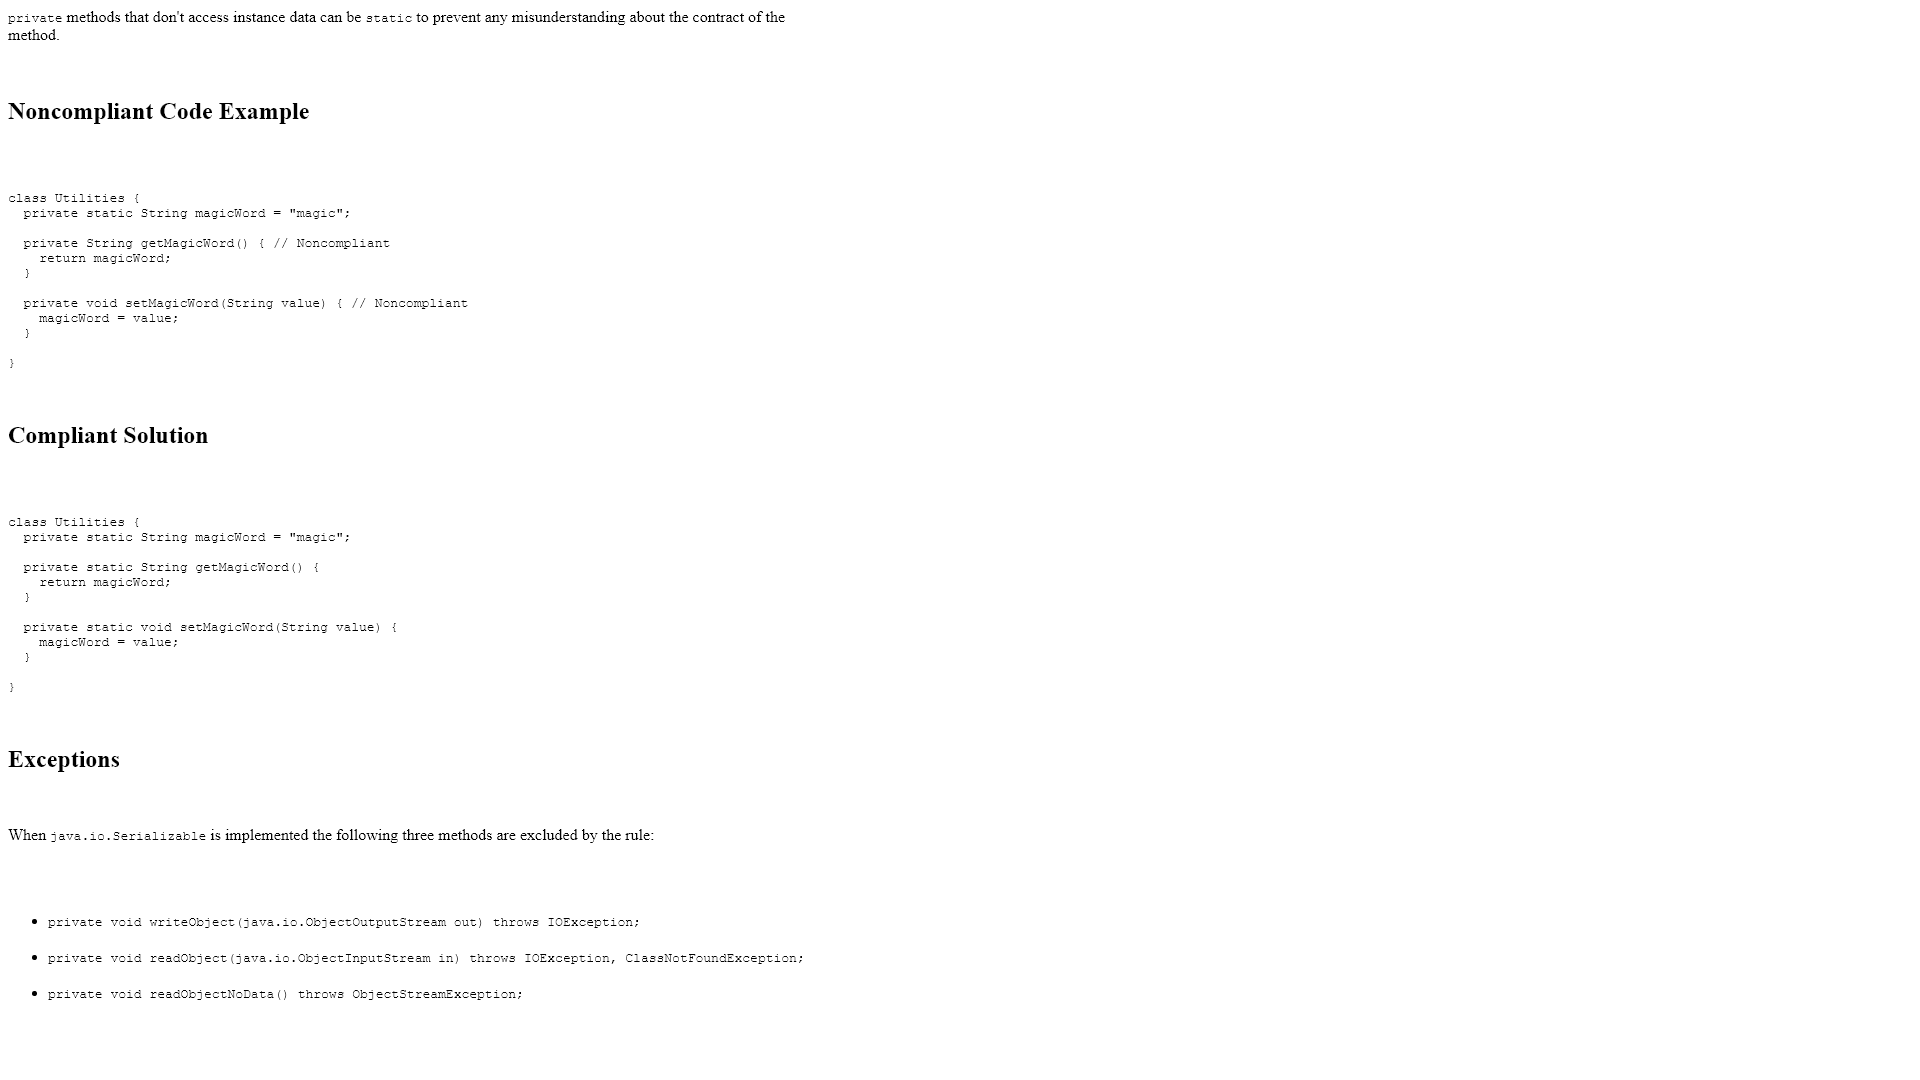 private methods that don't access instance data can be static to prevent any misunderstanding about the contract of the
method.
Noncompliant Code Example
class Utilities {
  private static String magicWord = "magic";
  private String getMagicWord() { // Noncompliant
    return magicWord;
  }
  private void setMagicWord(String value) { // Noncompliant
    magicWord = value;
  }
}
Compliant Solution
class Utilities {
  private static String magicWord = "magic";
  private static String getMagicWord() {
    return magicWord;
  }
  private static void setMagicWord(String value) {
    magicWord = value;
  }
}
Exceptions
When java.io.Serializable is implemented the following three methods are excluded by the rule:
• private void writeObject(java.io.ObjectOutputStream out) throws IOException;
• private void readObject(java.io.ObjectInputStream in) throws IOException, ClassNotFoundException;
• private void readObjectNoData() throws ObjectStreamException;